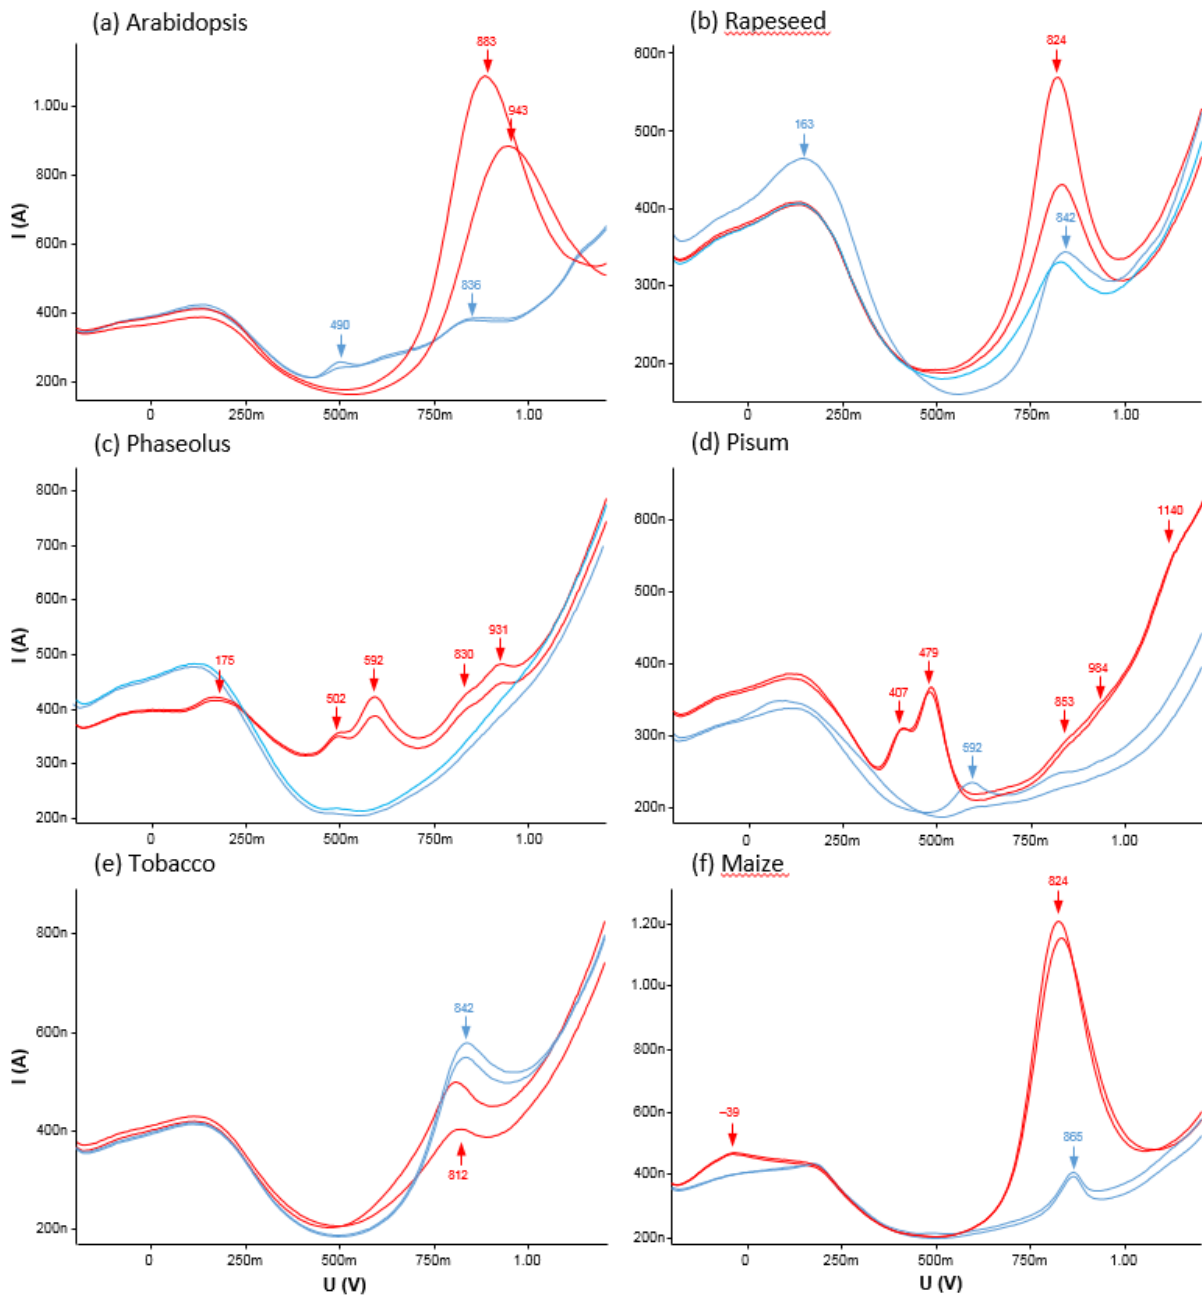 (a) Arabidopsis
(b) Rapeseed
I (A)
1.00u
800n
600n
400n
200n
0
250m
500m
750m
1.00
883
943
490
836
600n
500n
400n
300n
200n
0
250m
500m
750m
1.00
163
824
842
(c) Phaseolus
(d) Pisum
I (A)
800n
700n
600n
500n
400n
300n
200n
0
250m
500m
750m
1.00
175
502
592
830
931
600n
500n
400n
300n
200n
0
250m
500m
750m
1.00
407
479
592
853
984
1140
(e) Tobacco
(f) Maize
I (A)
800n
600n
400n
200n
0
250m
500m
750m
1.00
842
812
U (V)
1.20u
1.00u
800n
600n
400n
200n
0
250m
500m
750m
1.00
–39
824
865
U (V)